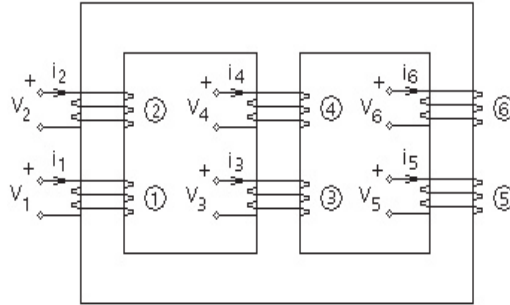 i2 i4 i6
+ + +
V2 ② V4 ④ V6 ⑥
i1 i3 i5
+ + +
V1 ① V3 ③ V5 ⑤